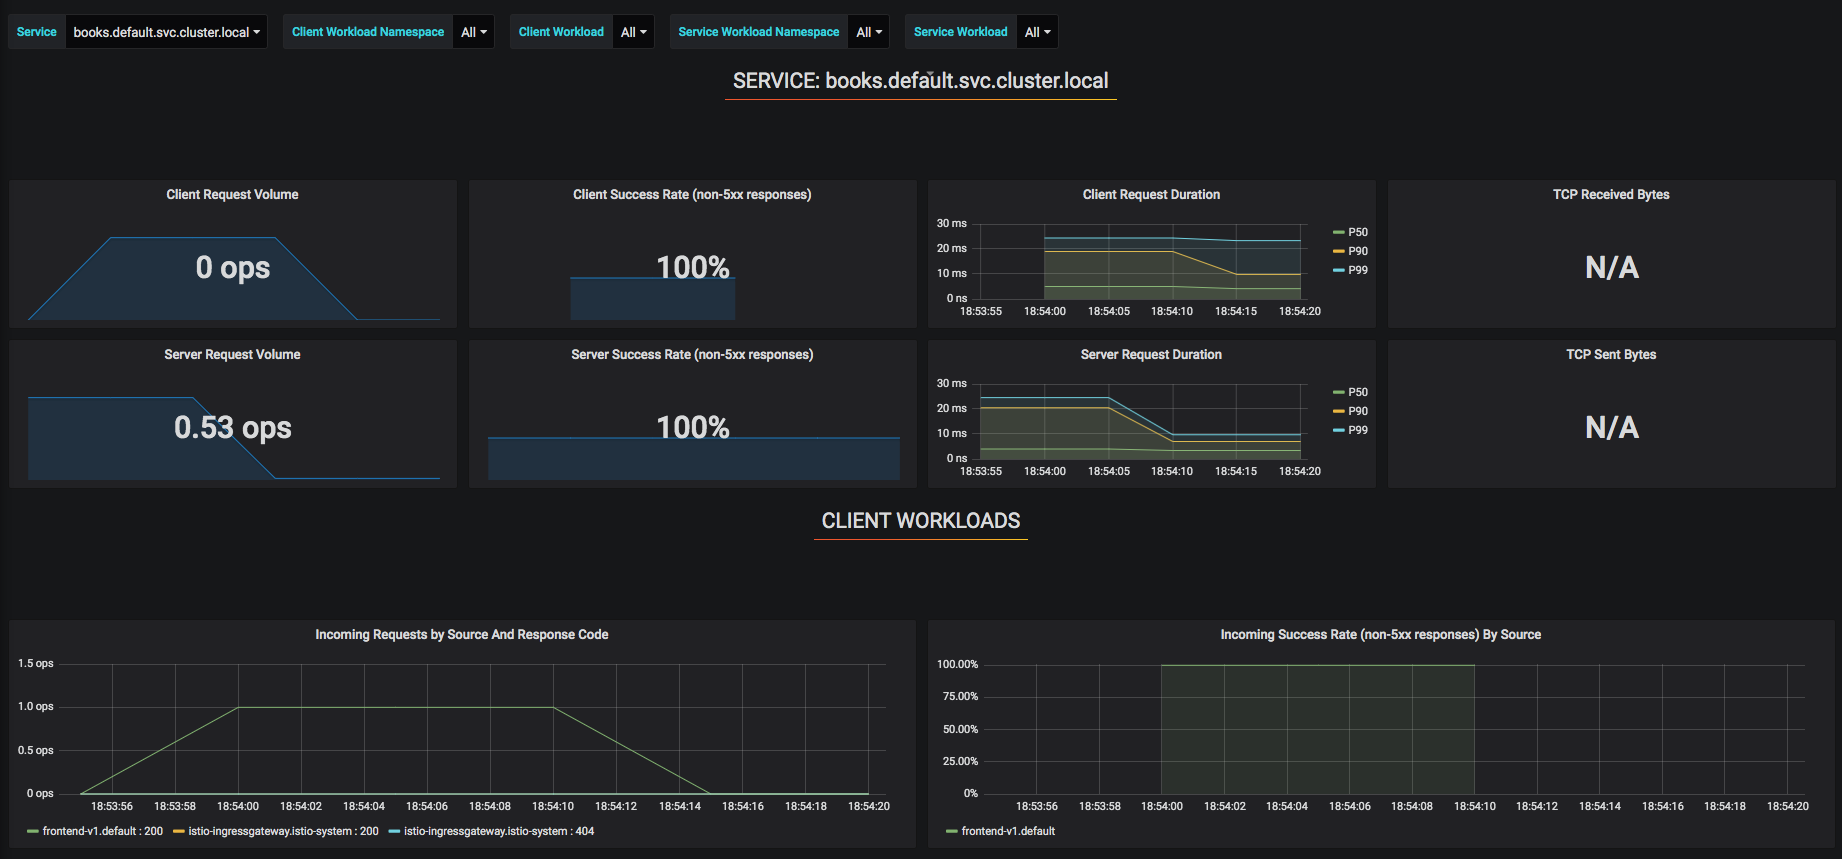 Service books.default.svc.cluster.local Client Workload Namespace All Client Workload All Service Workload Namespace All Service Workload All
SERVICE: books.default.svc.cluster.local
Client Request Volume
0 ops
Client Success Rate (non-5xx responses)
100%
Client Request Duration
30 ms
20 ms
10 ms
0 ns
18:53:55 18:54:00 18:54:05 18:54:10 18:54:15 18:54:20
P50
P90
P99
TCP Received Bytes
N/A
Server Request Volume
0.53 ops
Server Success Rate (non-5xx responses)
100%
Server Request Duration
30 ms
20 ms
10 ms
0 ns
18:53:55 18:54:00 18:54:05 18:54:10 18:54:15 18:54:20
P50
P90
P99
TCP Sent Bytes
N/A
CLIENT WORKLOADS
Incoming Requests by Source And Response Code
1.5 ops
1.0 ops
0.5 ops
0 ops
18:53:56 18:53:58 18:54:00 18:54:02 18:54:04 18:54:06 18:54:08 18:54:10 18:54:12 18:54:14 18:54:16 18:54:18 18:54:20
frontend-v1.default : 200 istio-ingressgateway.istio-system : 200 istio-ingressgateway.istio-system : 404
Incoming Success Rate (non-5xx responses) By Source
100.00%
75.00%
50.00%
25.00%
0%
18:53:56 18:53:58 18:54:00 18:54:02 18:54:04 18:54:06 18:54:08 18:54:10 18:54:12 18:54:14 18:54:16 18:54:18 18:54:20
frontend-v1.default